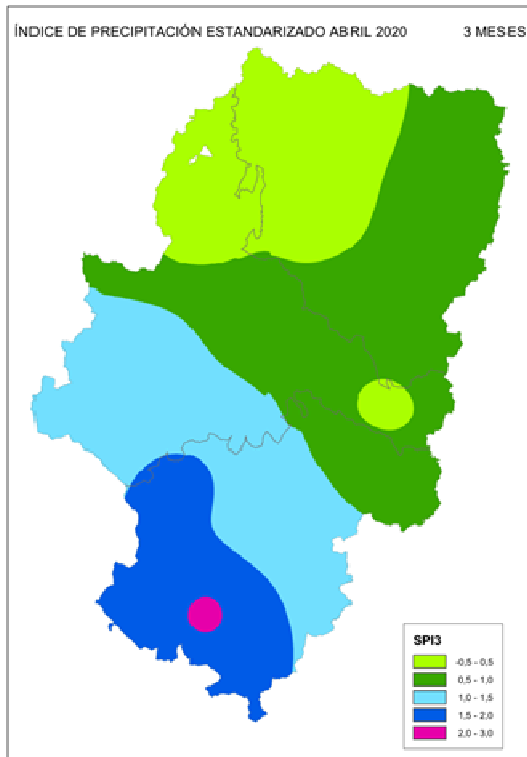 ÍNDICE DE PRECIPITACIÓN ESTANDARIZADO ABRIL 2020 3 MESES
SPI3
-0,5 - 0,5
0,5 - 1,0
1,0 - 1,5
1,5 - 2,0
2,0 - 3,0